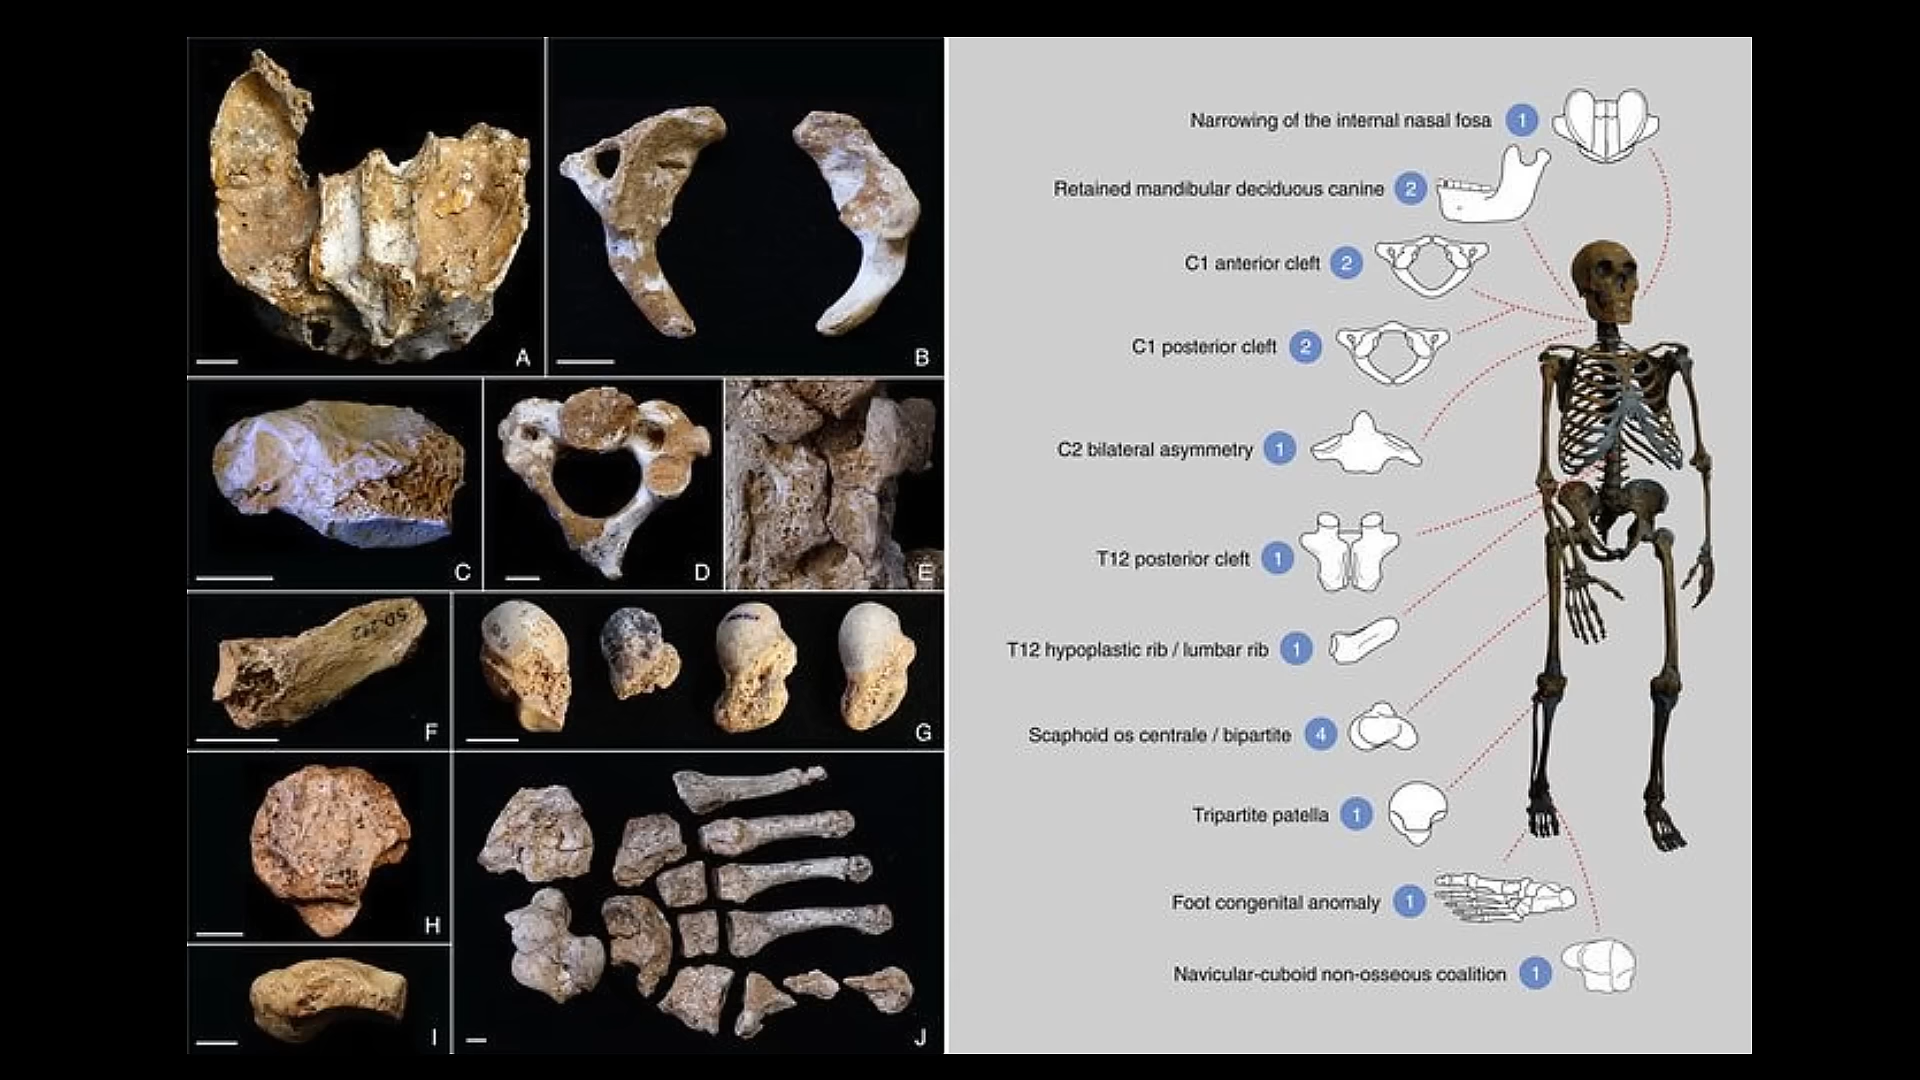 A
B
C
D
E
SD-292
F
G
H
I
J
Narrowing of the internal nasal fosa 1
Retained mandibular deciduous canine 2
C1 anterior cleft 2
C1 posterior cleft 2
C2 bilateral asymmetry 1
T12 posterior cleft 1
T12 hypoplastic rib / lumbar rib 1
Scaphoid os centrale / bipartite 4
Tripartite patella 1
Foot congenital anomaly 1
Navicular-cuboid non-osseous coalition 1